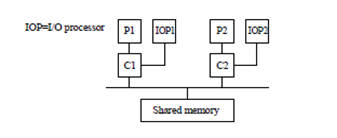 IOP=I/O processor
P1 IOP1 P2 IOP2
C1 C2
Shared memory